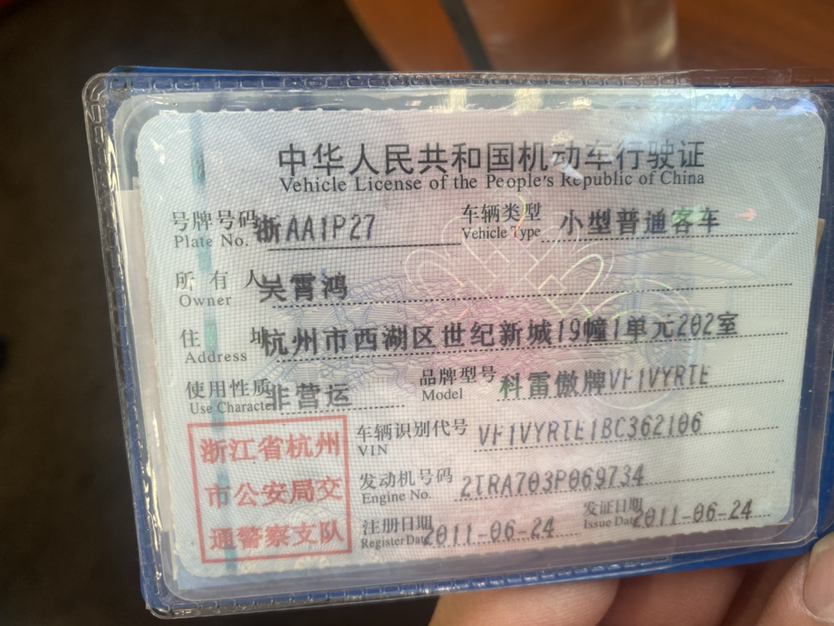 中华人民共和国机动车行驶证
Vehicle License of the People's Republic of China
号牌号码 浙AA1P27 车辆类型 小型普通客车
Plate No. Vehicle Type
所有人 吴霄鸿
Owner
住址 杭州市西湖区世纪新城19幢1单元202室
Address
使用性质 非营运 品牌型号 科雷傲牌VF1VYRTE
Use Character Model
浙江省杭州
市公安局交
通警察支队
车辆识别代号 VF1VYRTE1BC362106
VIN
发动机号码 2TRA703P069734
Engine No.
注册日期 2011-06-24 发证日期 2011-06-24
Register Date Issue Date